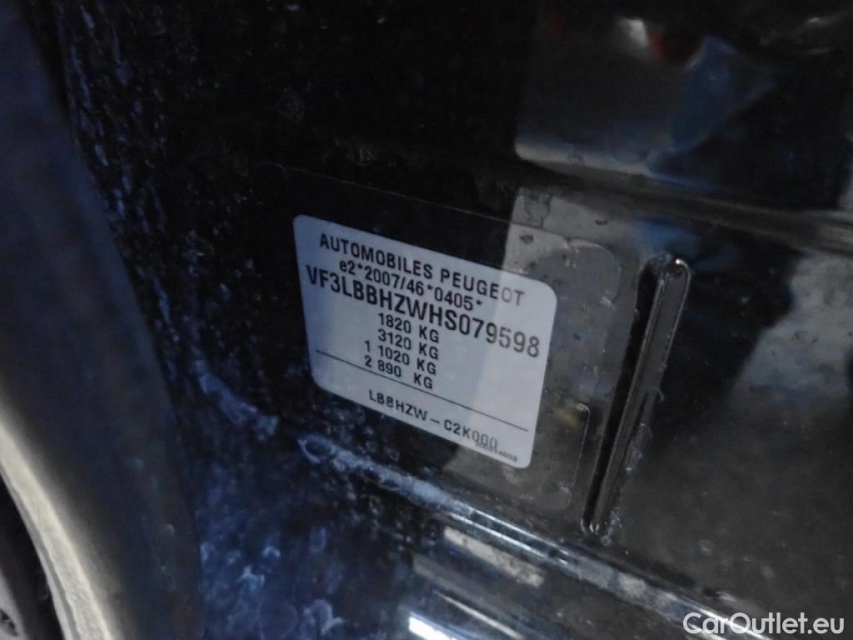 AUTOMOBILES PEUGEOT
e2*2007/46*0405*
VF3LBBHZWHS079598
1820 KG
3120 KG
1 1020 KG
2 890 KG
LBBHZW-C2K000
CarOutlet.eu